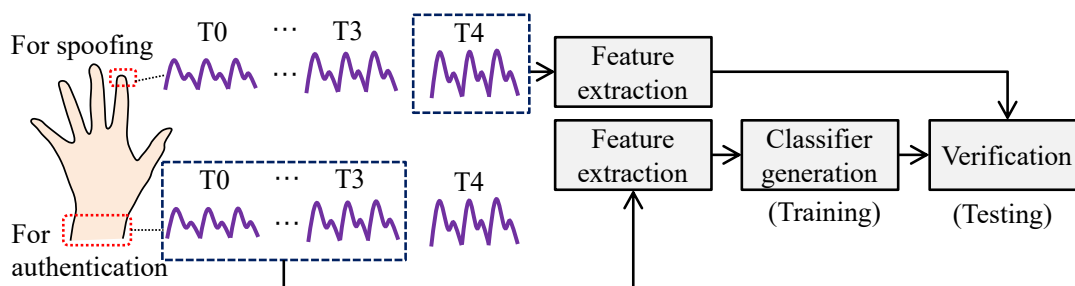 For spoofing
T0 ⋯ T3 T4
⋯
Feature
extraction
Feature
extraction
Classifier
generation
(Training)
Verification
(Testing)
T0 ⋯ T3 T4
⋯
For
authentication